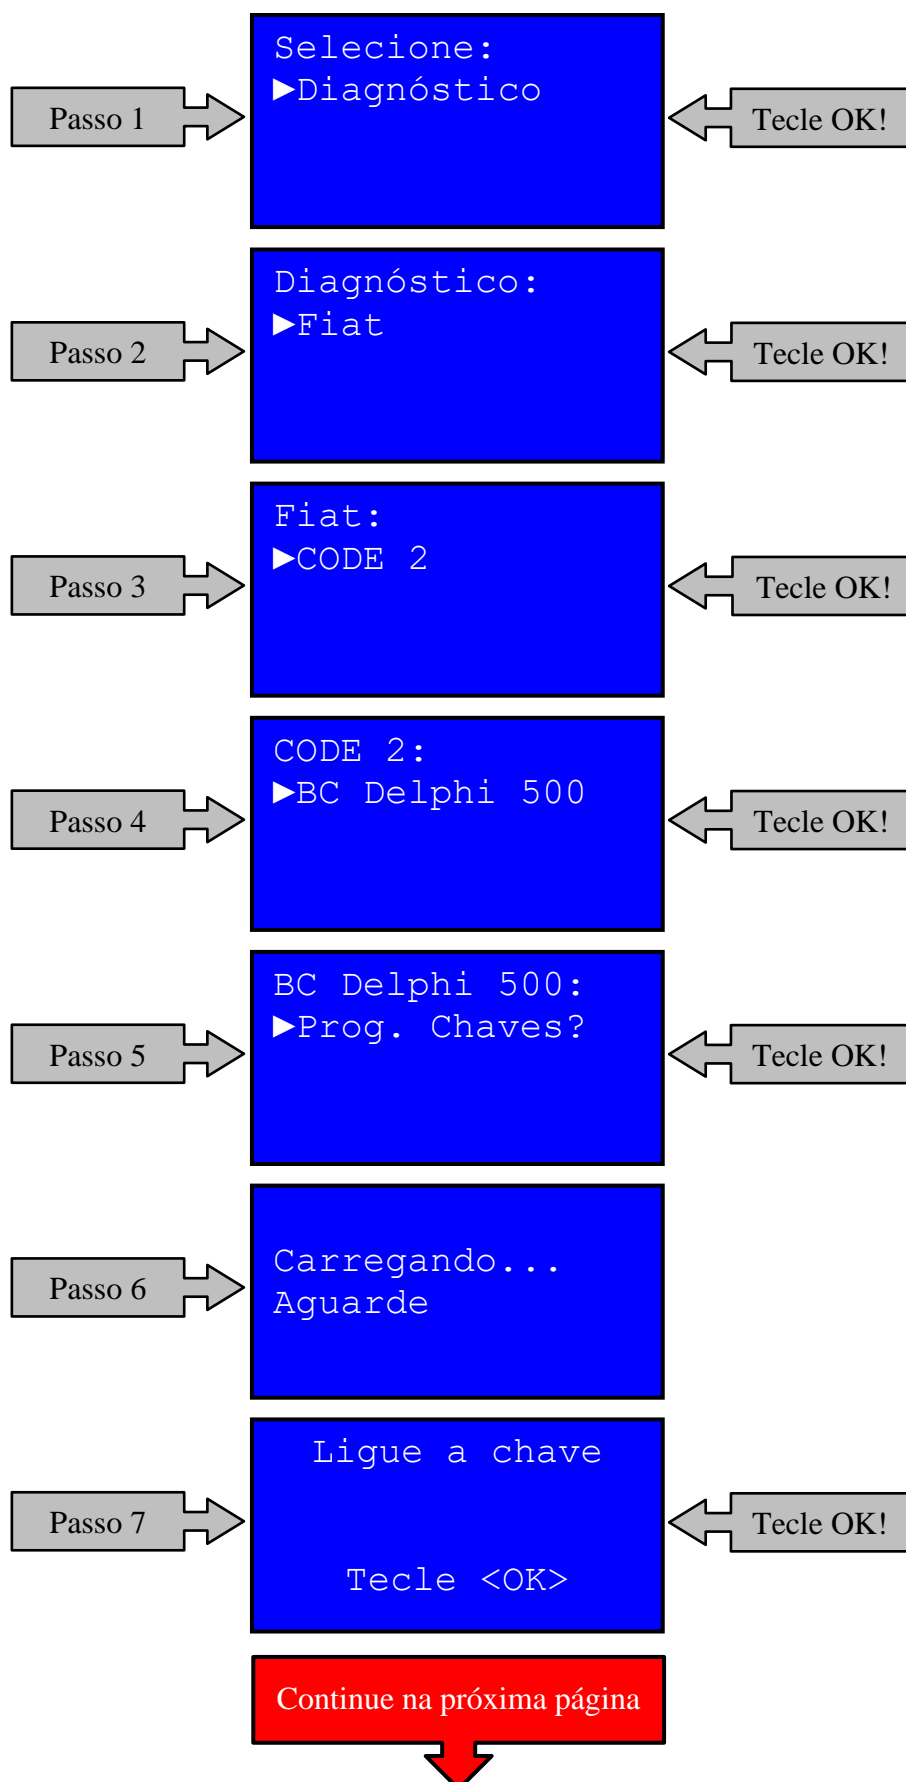 Selecione:
►Diagnóstico
Passo 1
Tecle OK!
Diagnóstico:
►Fiat
Passo 2
Tecle OK!
Fiat:
►CODE 2
Passo 3
Tecle OK!
CODE 2:
►BC Delphi 500
Passo 4
Tecle OK!
BC Delphi 500:
►Prog. Chaves?
Passo 5
Tecle OK!
Carregando...
Aguarde
Passo 6
Ligue a chave
Passo 7
Tecle OK!
Tecle <OK>
Continue na próxima página